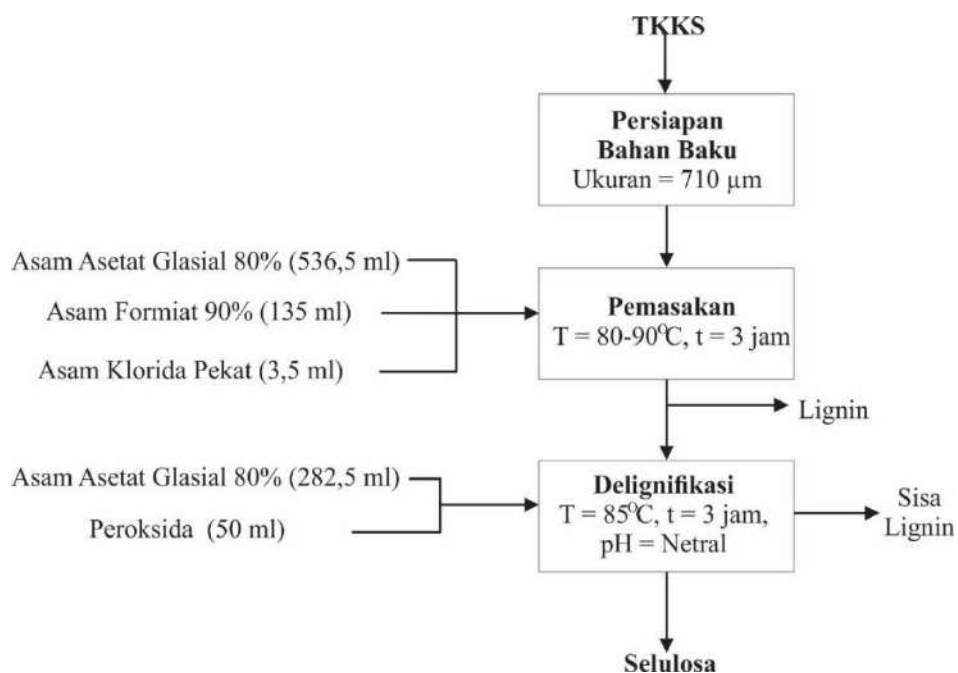 TKKS
Persiapan
Bahan Baku
Ukuran = 710 µm
Asam Asetat Glasial 80% (536,5 ml)
Asam Formiat 90% (135 ml)
Asam Klorida Pekat (3,5 ml)
Pemasakan
T = 80-90⁰C, t = 3 jam
Lignin
Asam Asetat Glasial 80% (282,5 ml)
Peroksida (50 ml)
Delignifikasi
T = 85⁰C, t = 3 jam,
pH = Netral
Sisa
Lignin
Selulosa